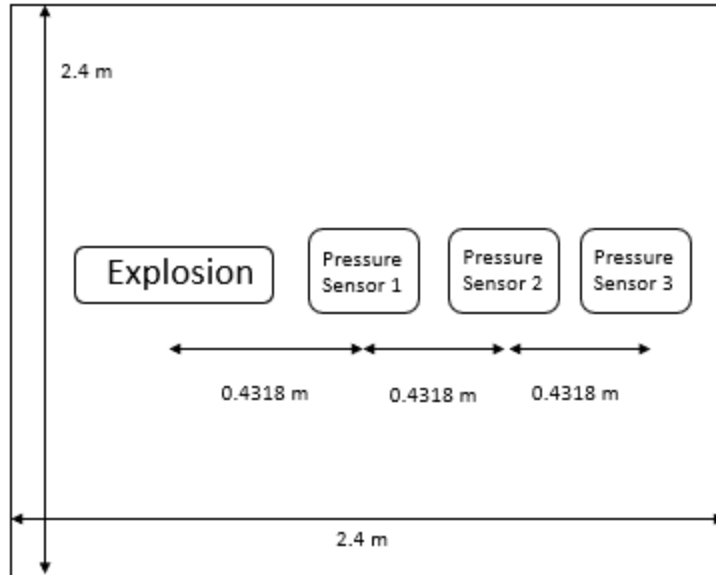 2.4 m
Explosion
Pressure
Sensor 1
Pressure
Sensor 2
Pressure
Sensor 3
0.4318 m
0.4318 m
0.4318 m
2.4 m